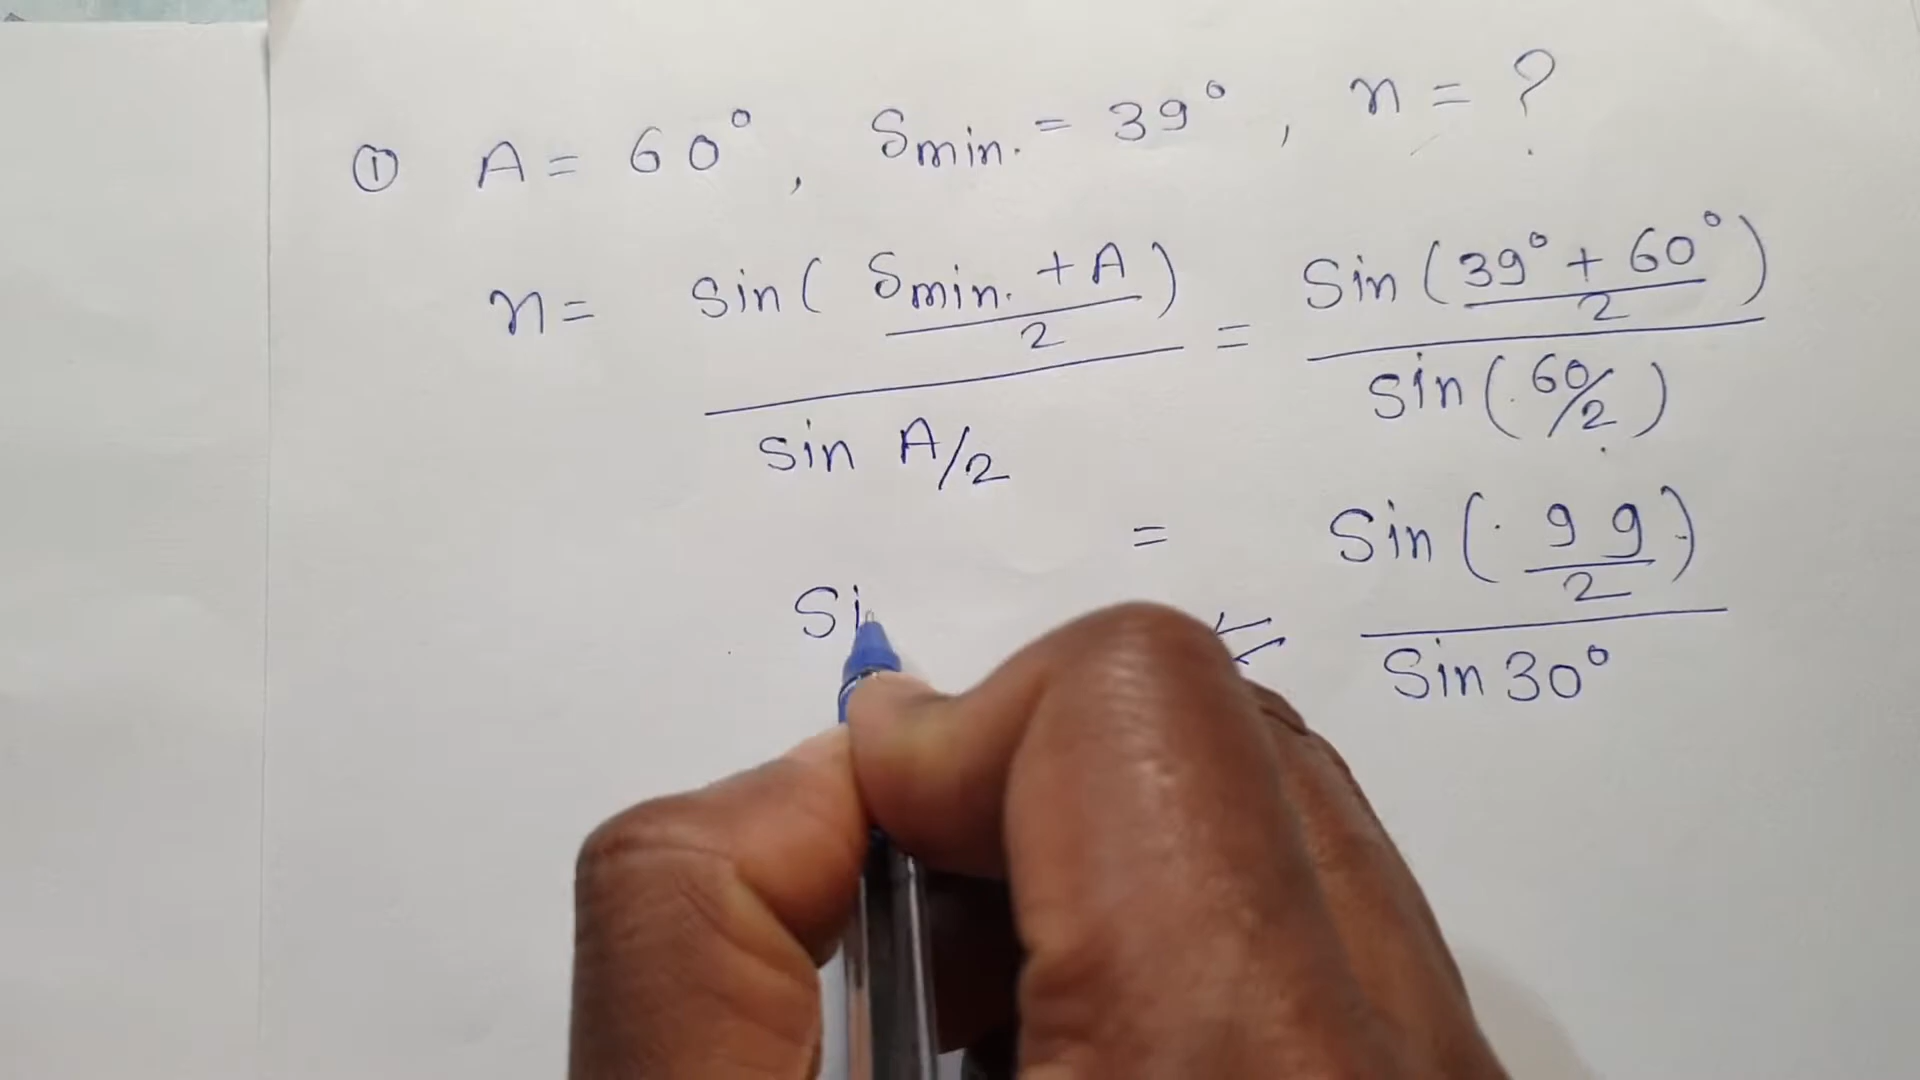 ① A = 60°, δmin. = 39°, n = ?
n = sin( (δmin. + A)/2 ) / sin A/2 = Sin( (39° + 60°)/2 ) / Sin( 60/2 )
= Sin( 99/2 ) / Sin 30°
Si